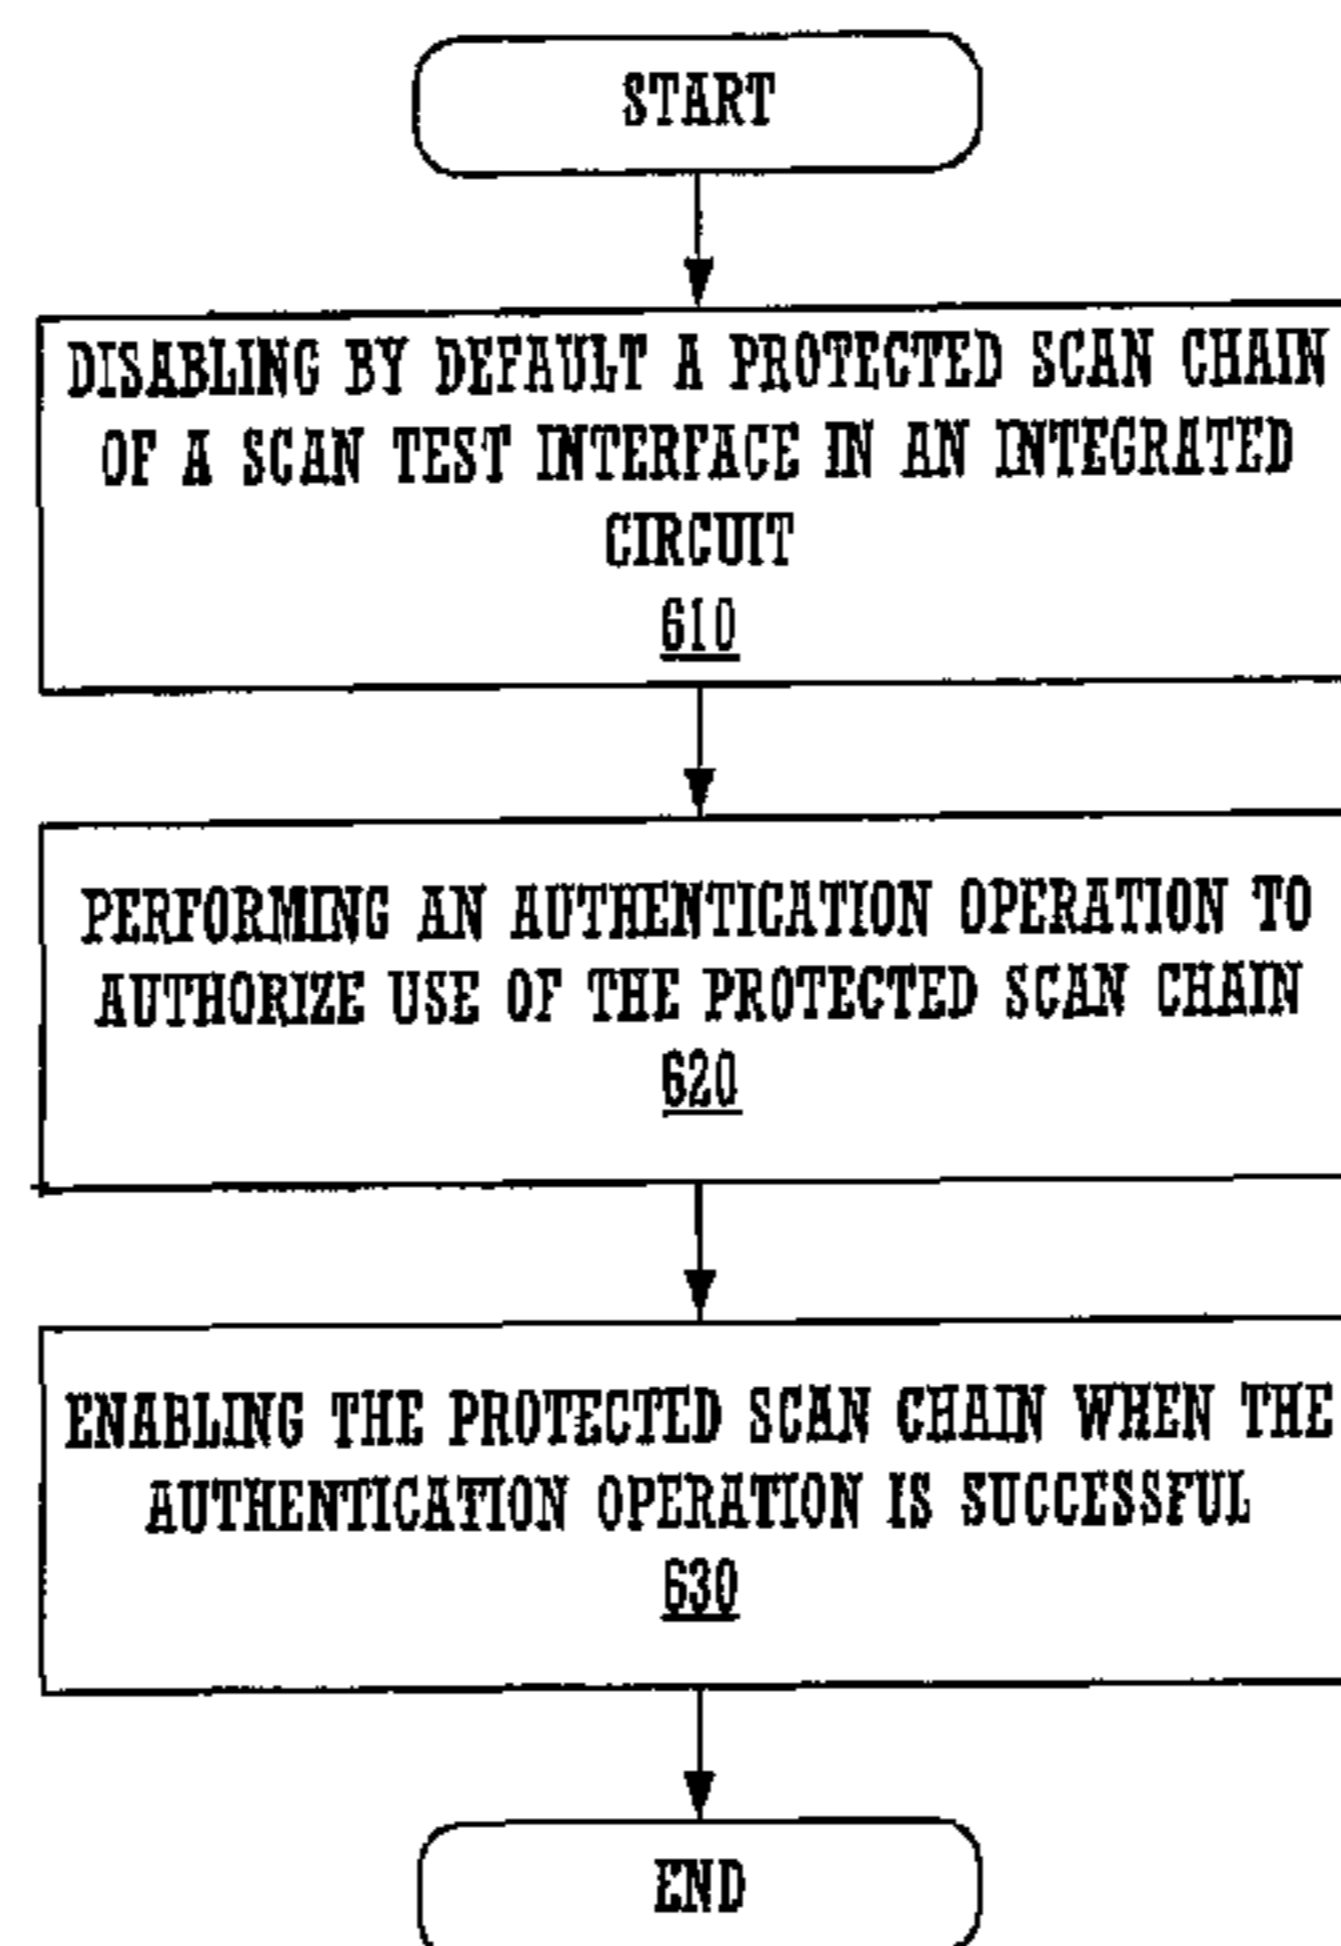 START
DISABLING BY DEFAULT A PROTECTED SCAN CHAIN
OF A SCAN TEST INTERFACE IN AN INTEGRATED
CIRCUIT
610
PERFORMING AN AUTHENTICATION OPERATION TO
AUTHORIZE USE OF THE PROTECTED SCAN CHAIN
620
ENABLING THE PROTECTED SCAN CHAIN WHEN THE
AUTHENTICATION OPERATION IS SUCCESSFUL
630
END